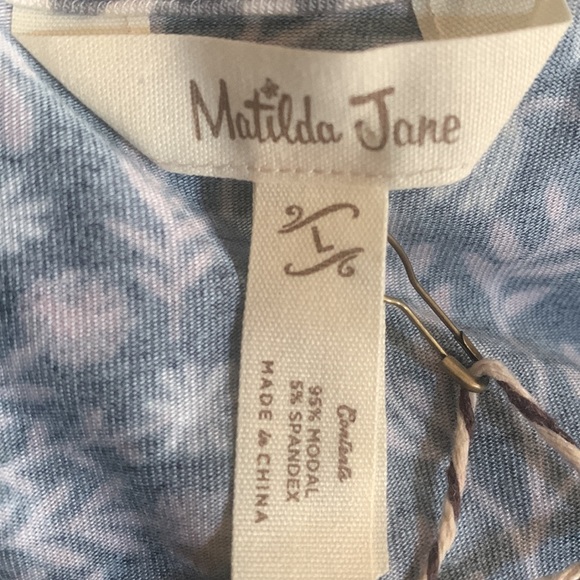 Matilda Jane
L
Contents
95% MODAL
5% SPANDEX
MADE in CHINA